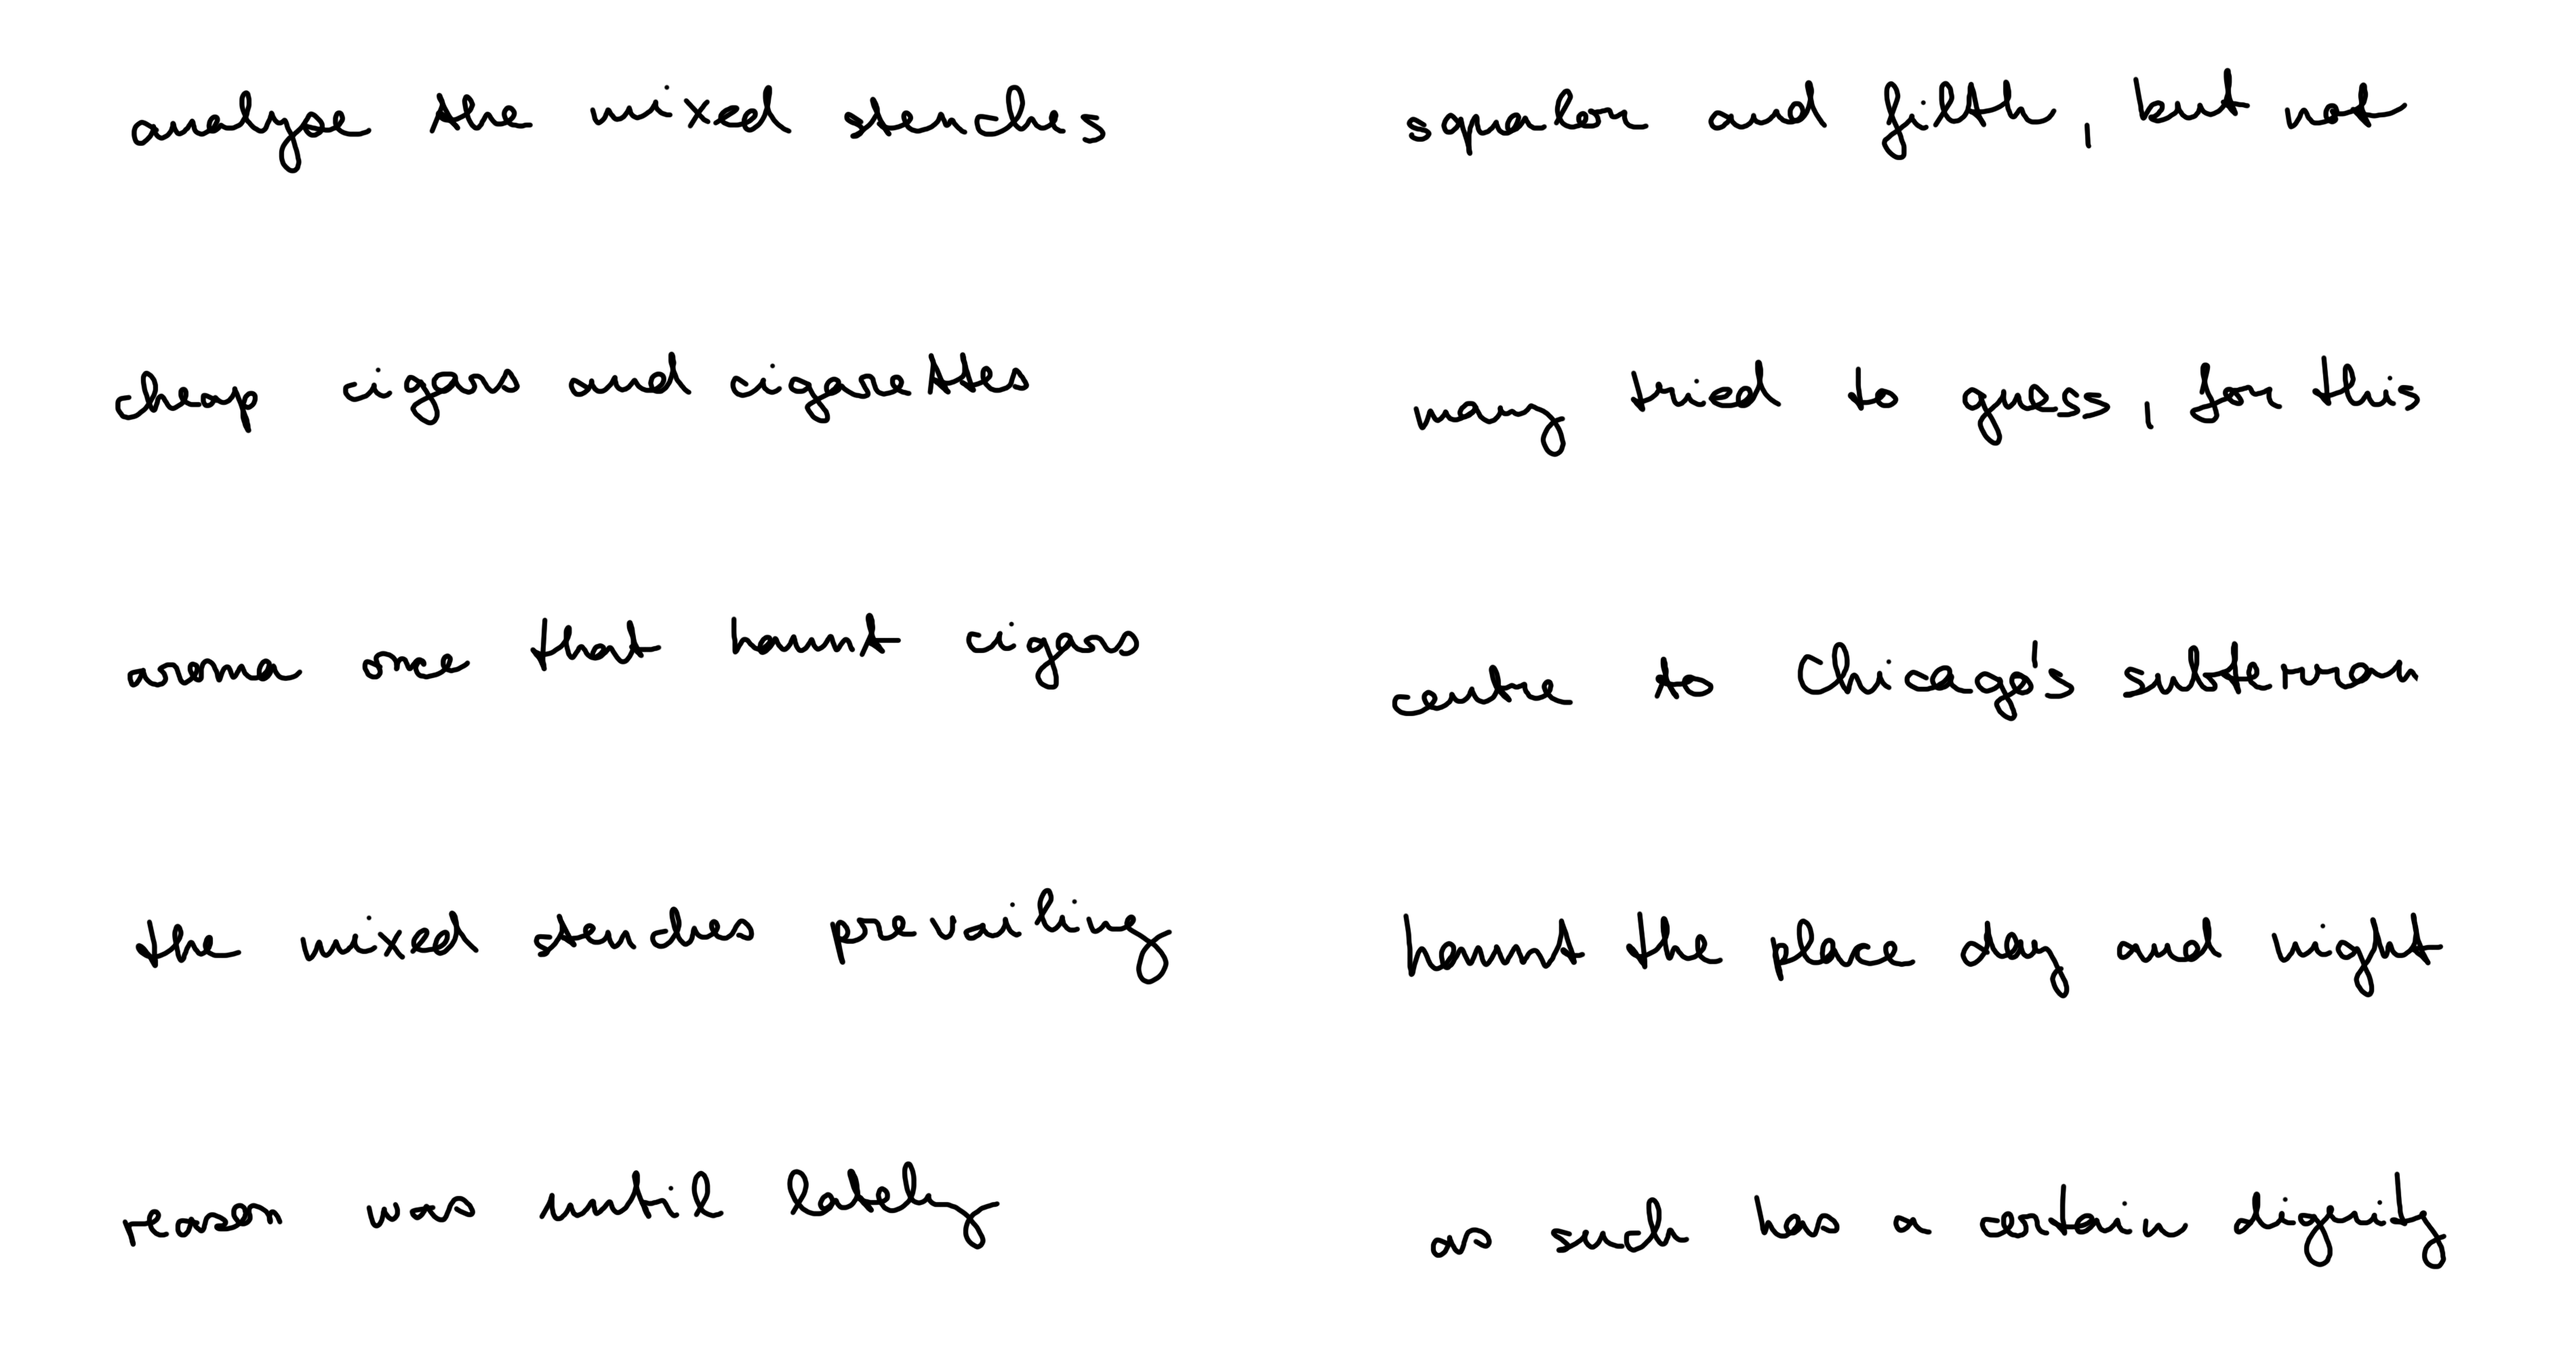 analyse the mixed stenches
cheap cigars and cigarettes
aroma once that haunt cigars
the mixed stenches prevailing
reason was until lately
squalor and filth, but not
many tried to guess, for this
centre to Chicago's subterran
haunt the place day and night
as such has a certain dignity